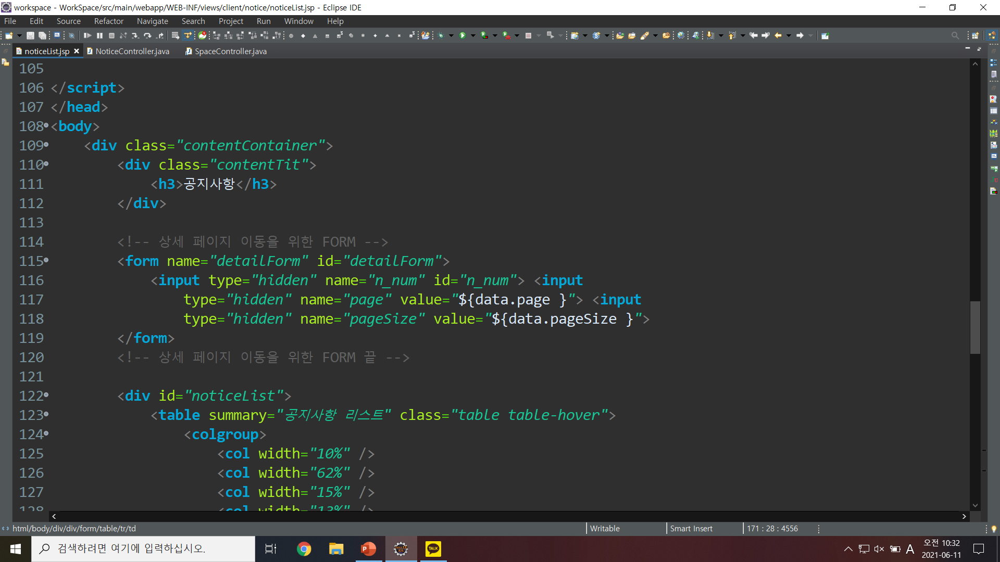 workspace - WorkSpace/src/main/webapp/WEB-INF/views/client/notice/noticeList.jsp - Eclipse IDE
File Edit Source Refactor Navigate Search Project Run Window Help
noticeList.jsp NoticeController.java SpaceController.java
105
106 </script>
107 </head>
108 <body>
109 <div class="contentContainer">
110 <div class="contentTit">
111 <h3>공지사항</h3>
112 </div>
113
114 <!-- 상세 페이지 이동을 위한 FORM -->
115 <form name="detailForm" id="detailForm">
116 <input type="hidden" name="n_num" id="n_num"> <input
117 type="hidden" name="page" value="${data.page }"> <input
118 type="hidden" name="pageSize" value="${data.pageSize }">
119 </form>
120 <!-- 상세 페이지 이동을 위한 FORM 끝 -->
121
122 <div id="noticeList">
123 <table summary="공지사항 리스트" class="table table-hover">
124 <colgroup>
125 <col width="10%" />
126 <col width="62%" />
127 <col width="15%" />
128 <col width="13%" />
html/body/div/div/form/table/tr/td Writable Smart Insert 171 : 28 : 4556
검색하려면 여기에 입력하십시오.
TALK
A
오전 10:32
2021-06-11